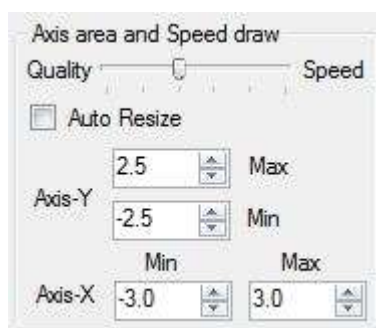 Axis area and Speed draw
Quality Speed
Auto Resize
2.5 Max
Axis-Y
-2.5 Min
Min Max
Axis-X -3.0 3.0